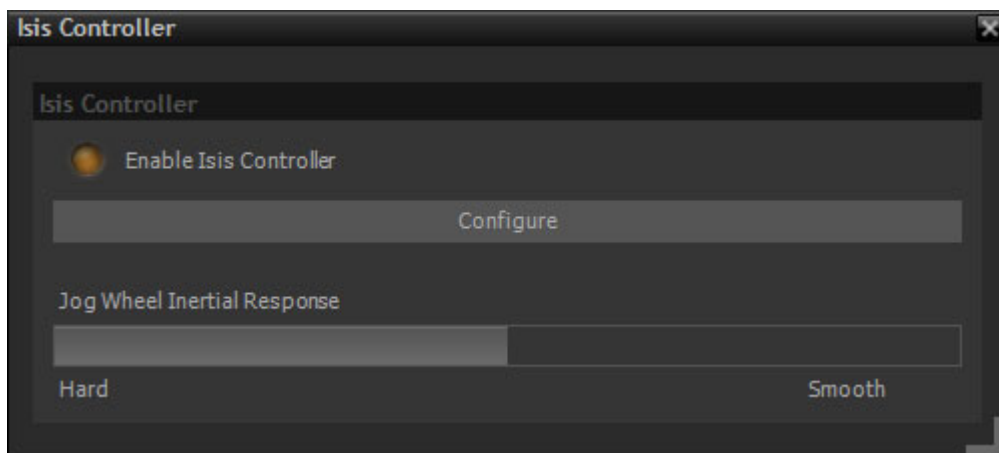 Isis Controller
Isis Controller
Enable Isis Controller
Configure
Jog Wheel Inertial Response
Hard Smooth